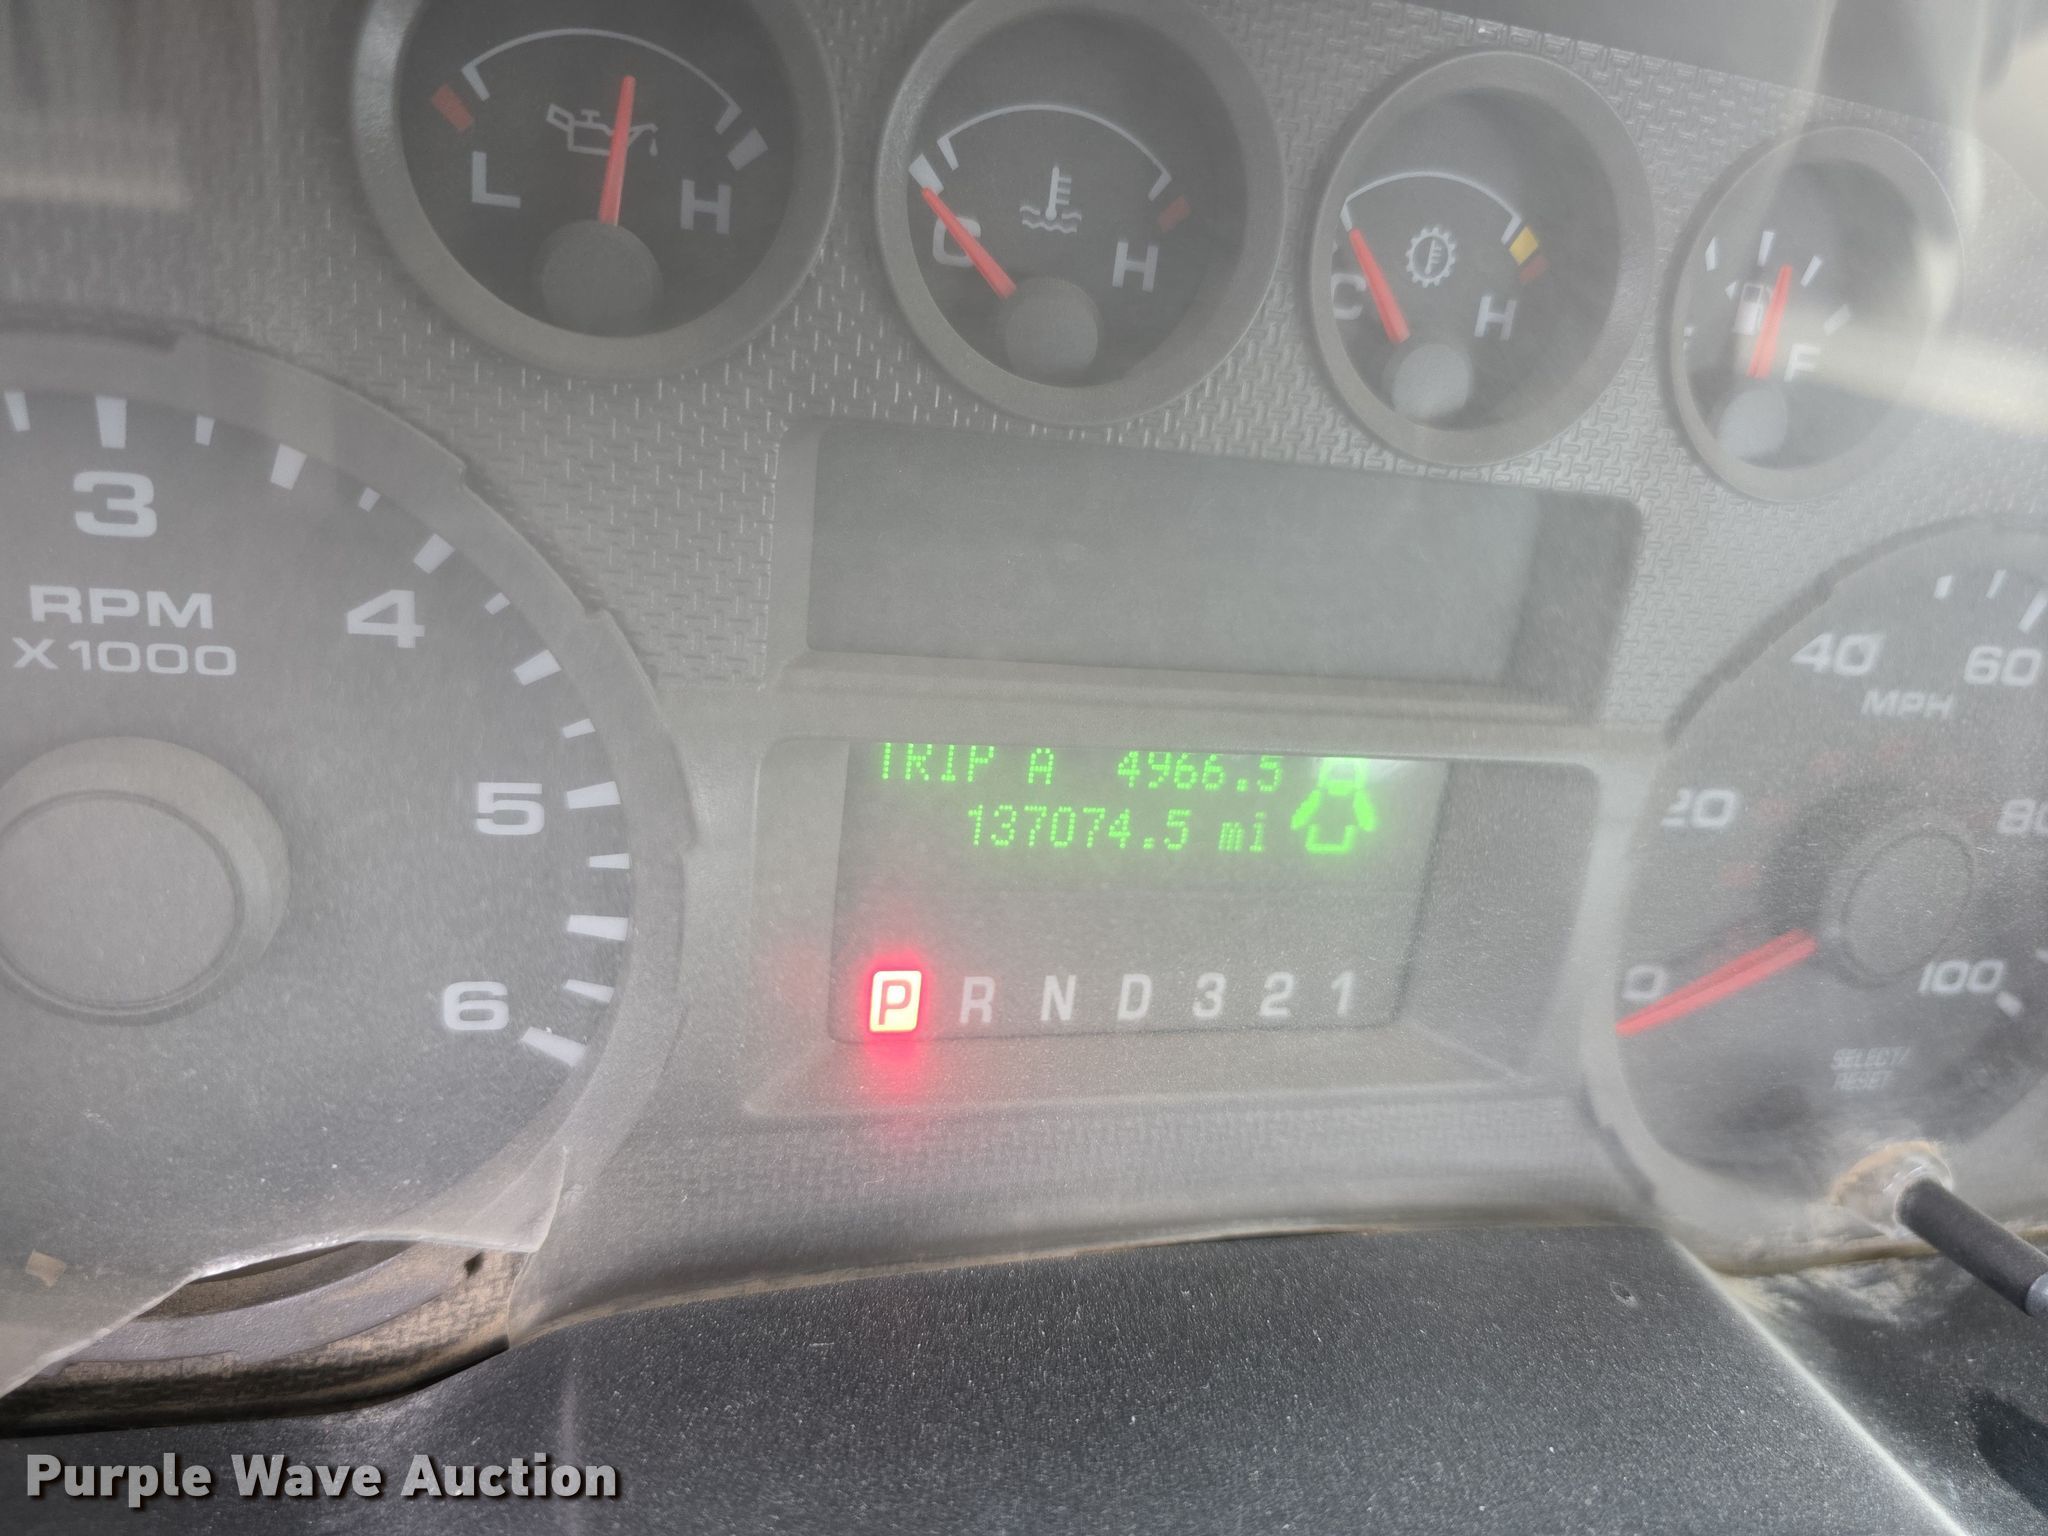 L H
C H
C H
F
3
4
5
6
RPM
X1000
TRIP A 4966.5
137074.5 mi
P R N D 3 2 1
0 20 40 60 80 100
MPH
SELECT/
RESET
Purple Wave Auction